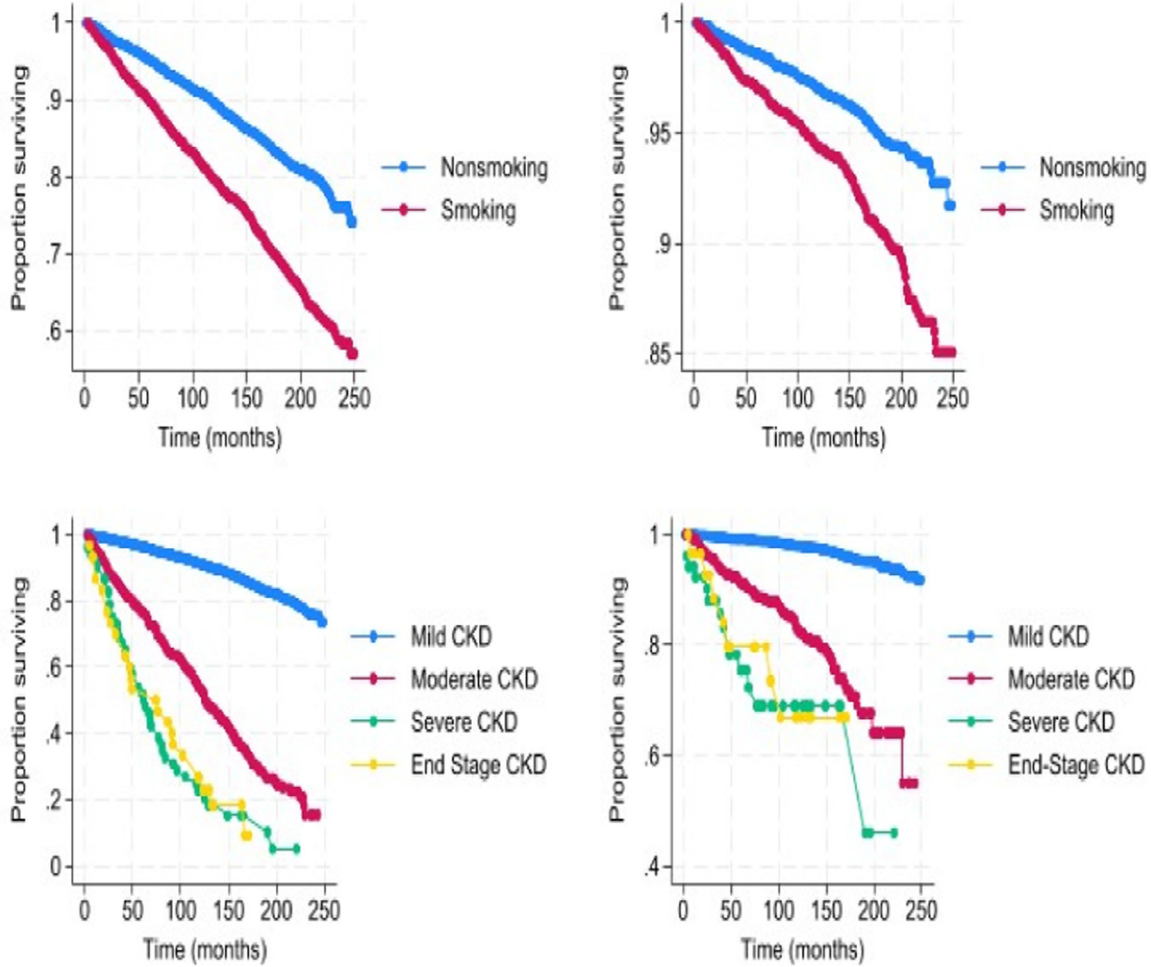 Proportion surviving
1
.9
.8
.7
.6
0 50 100 150 200 250
Time (months)
Nonsmoking
Smoking
Proportion surviving
1
.95
.9
.85
0 50 100 150 200 250
Time (months)
Nonsmoking
Smoking
Proportion surviving
1
.8
.6
.4
.2
0
0 50 100 150 200 250
Time (months)
Mild CKD
Moderate CKD
Severe CKD
End Stage CKD
Proportion surviving
1
.8
.6
.4
0 50 100 150 200 250
Time (months)
Mild CKD
Moderate CKD
Severe CKD
End-Stage CKD